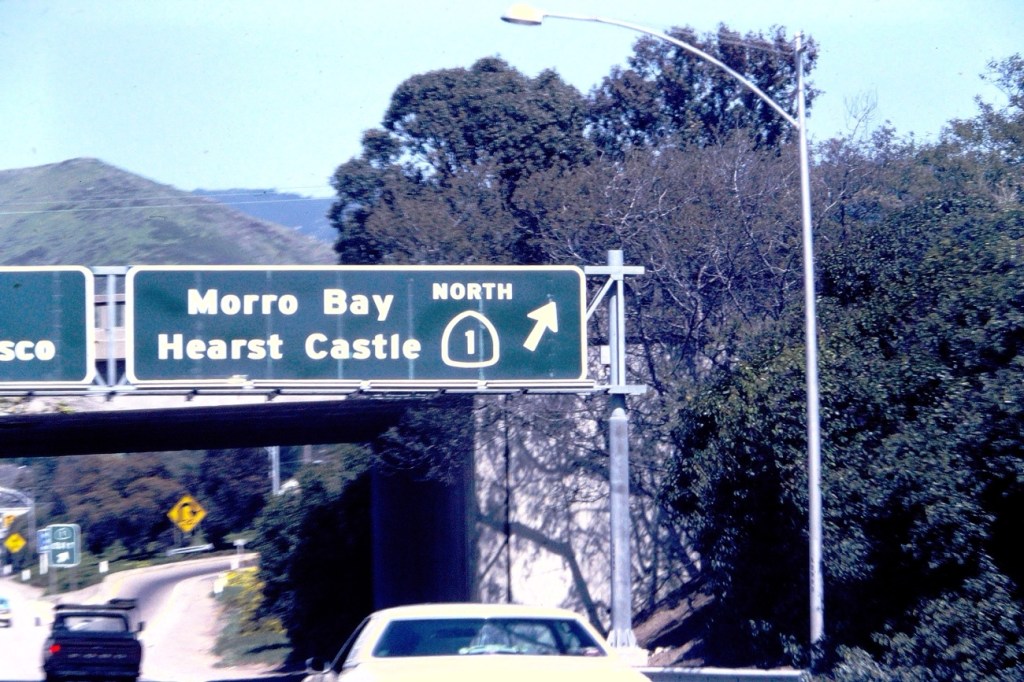 sco
NORTH
Morro Bay
Hearst Castle 1